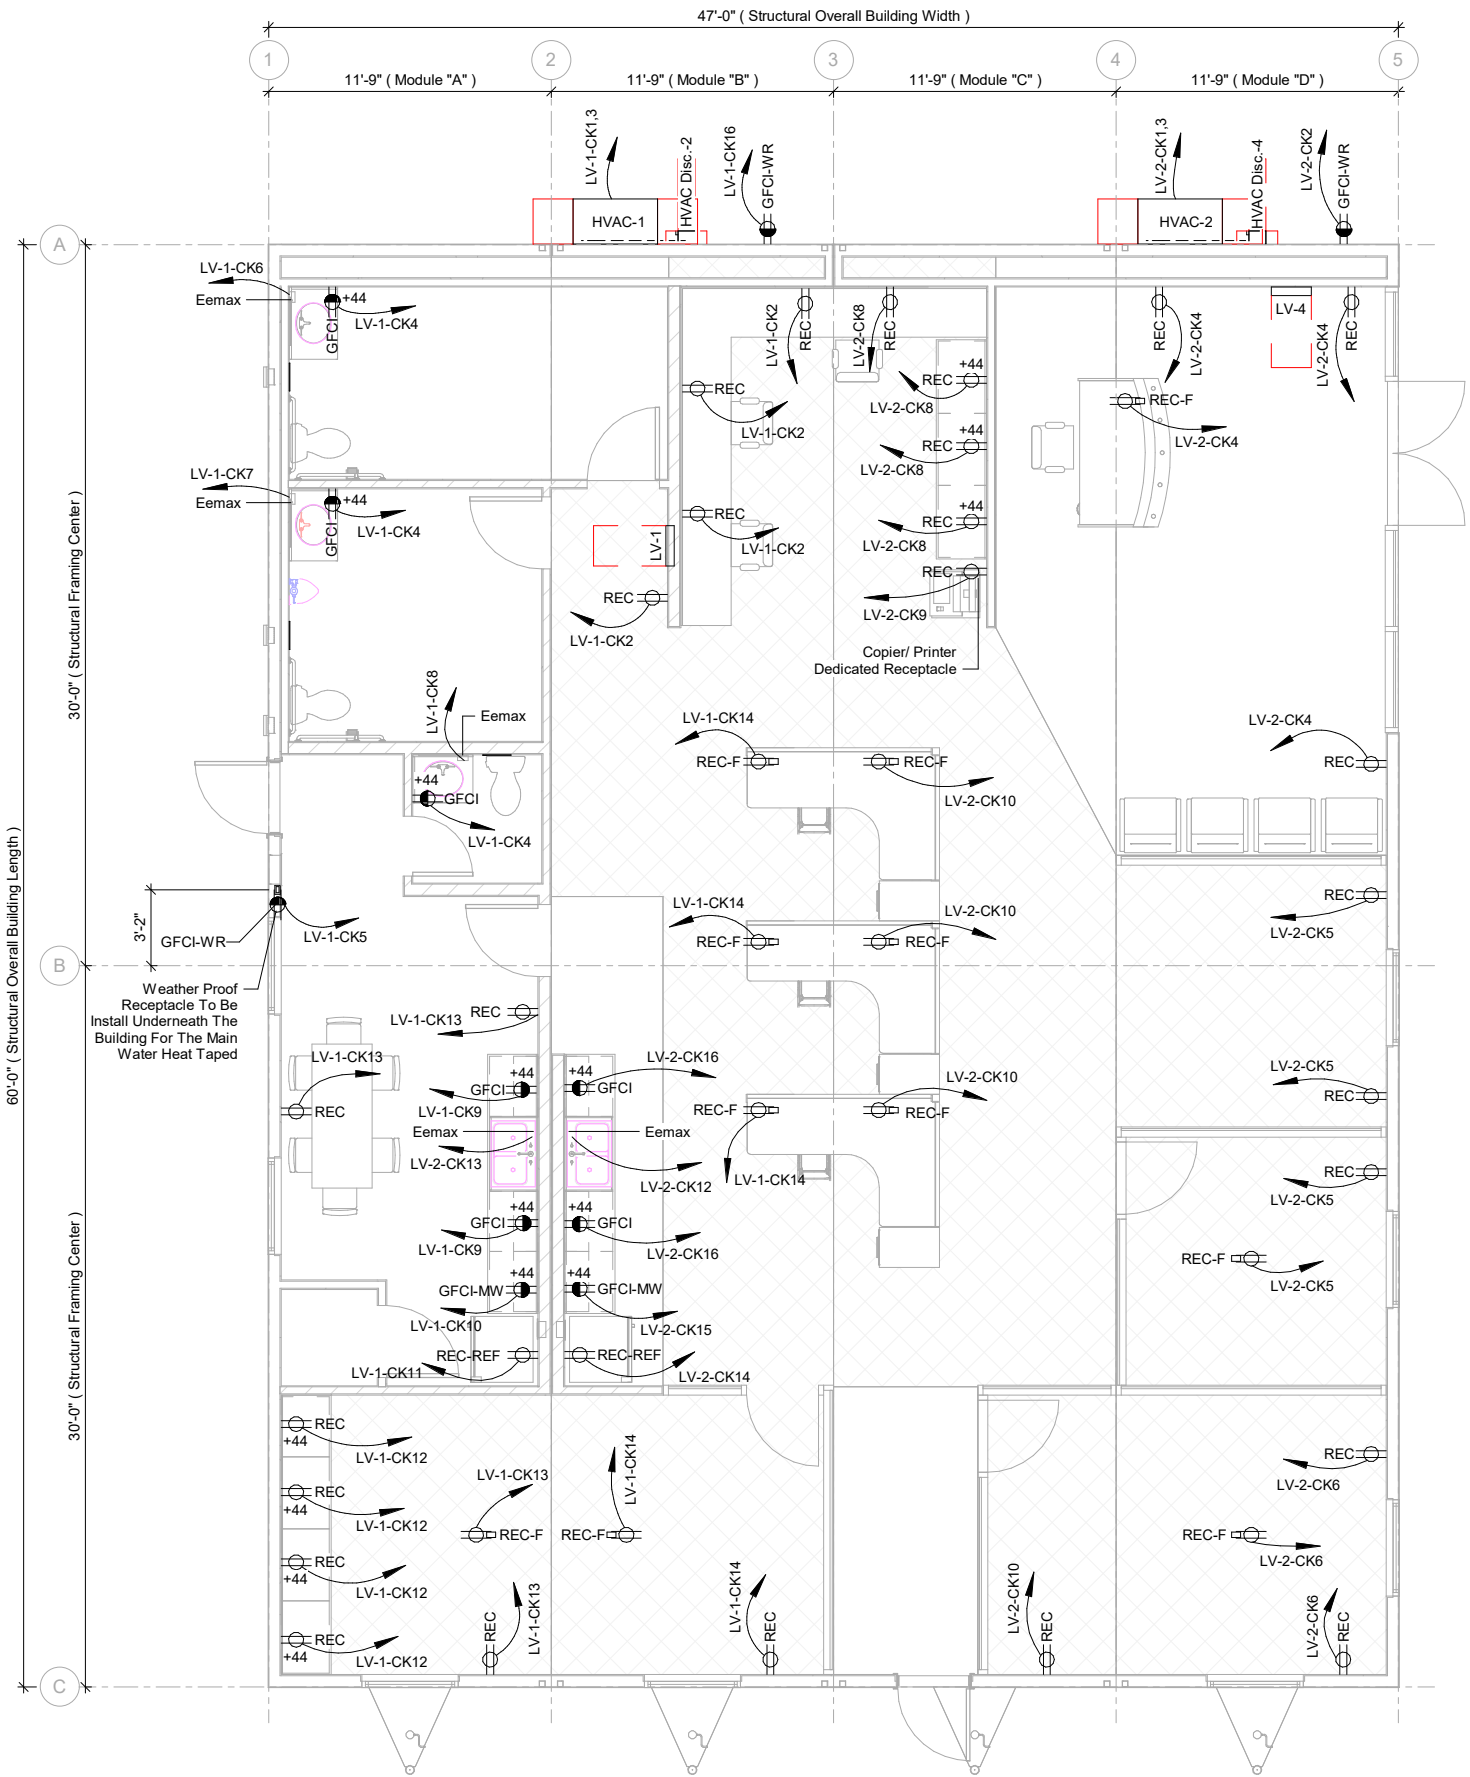 47'-0" ( Structural Overall Building Width )
1
2
3
4
5
11'-9" ( Module "A" )
11'-9" ( Module "B" )
11'-9" ( Module "C" )
11'-9" ( Module "D" )
LV-1-CK1,3
HVAC Disc.-2
LV-1-CK16
GFCI-WR
LV-2-CK1,3
HVAC Disc.-4
LV-2-CK2
GFCI-WR
HVAC-1
HVAC-2
A
LV-1-CK6
Eemax
+44
GFCI
LV-1-CK4
LV-1-CK2
REC
LV-2-CK8
REC
REC
LV-2-CK4
LV-4
LV-2-CK4
REC
REC
LV-1-CK2
+44
REC
LV-2-CK8
REC-F
LV-2-CK4
+44
REC
LV-2-CK8
LV-1-CK7
Eemax
+44
GFCI
LV-1-CK4
REC
LV-1-CK2
+44
REC
LV-2-CK8
LV-1
REC
LV-1-CK2
REC
LV-2-CK9
Copier/ Printer
Dedicated Receptacle
30'-0" ( Structural Framing Center )
60'-0" ( Structural Overall Building Length )
LV-1-CK8
Eemax
+44
GFCI
LV-1-CK4
LV-1-CK14
REC-F
REC-F
LV-2-CK10
LV-2-CK4
REC
3'-2"
GFCI-WR
LV-1-CK5
LV-1-CK14
REC-F
LV-2-CK10
REC-F
REC
LV-2-CK5
B
Weather Proof
Receptacle To Be
Install Underneath The
Building For The Main
Water Heat Taped
REC
LV-1-CK13
LV-1-CK13
REC
+44
GFCI
LV-1-CK9
+44
GFCI
LV-2-CK16
Eemax
LV-2-CK13
Eemax
LV-2-CK12
REC-F
LV-1-CK14
LV-2-CK10
REC-F
LV-2-CK5
REC
REC
LV-2-CK5
+44
GFCI
LV-1-CK9
+44
GFCI
LV-2-CK16
REC-F
LV-2-CK5
+44
GFCI-MW
LV-1-CK10
+44
GFCI-MW
LV-2-CK15
REC-REF
LV-1-CK11
REC-REF
LV-2-CK14
30'-0" ( Structural Framing Center )
REC
+44
LV-1-CK12
REC
+44
LV-1-CK12
REC
+44
LV-1-CK12
REC
+44
LV-1-CK12
LV-1-CK13
REC-F
REC-F
LV-1-CK14
REC
LV-1-CK13
LV-1-CK14
REC
REC
LV-2-CK6
REC-F
LV-2-CK6
LV-2-CK10
REC
LV-2-CK6
REC
C